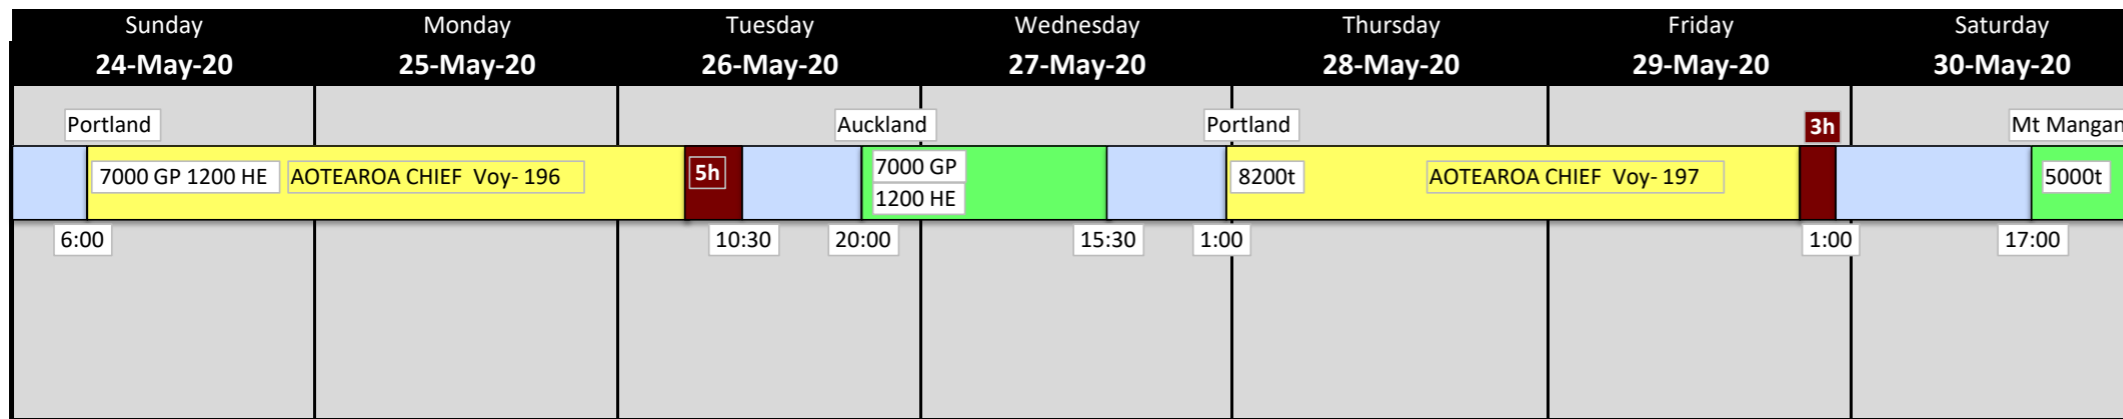 Sunday Monday Tuesday Wednesday Thursday Friday Saturday
24-May-20 25-May-20 26-May-20 27-May-20 28-May-20 29-May-20 30-May-20
Portland Auckland Portland 3h Mt Mangan
7000 GP 1200 HE AOTEAROA CHIEF Voy- 196 5h 7000 GP 8200t AOTEAROA CHIEF Voy- 197 5000t
1200 HE
6:00 10:30 20:00 15:30 1:00 1:00 17:00